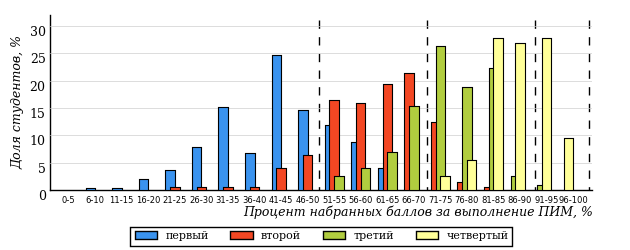 Доля студентов, %
30
25
20
15
10
5
0
0-5 6-10 11-15 16-20 21-25 26-30 31-35 36-40 41-45 46-50 51-55 56-60 61-65 66-70 71-75 76-80 81-85 86-90 91-95 96-100
Процент набранных баллов за выполнение ПИМ, %
первый второй третий четвертый